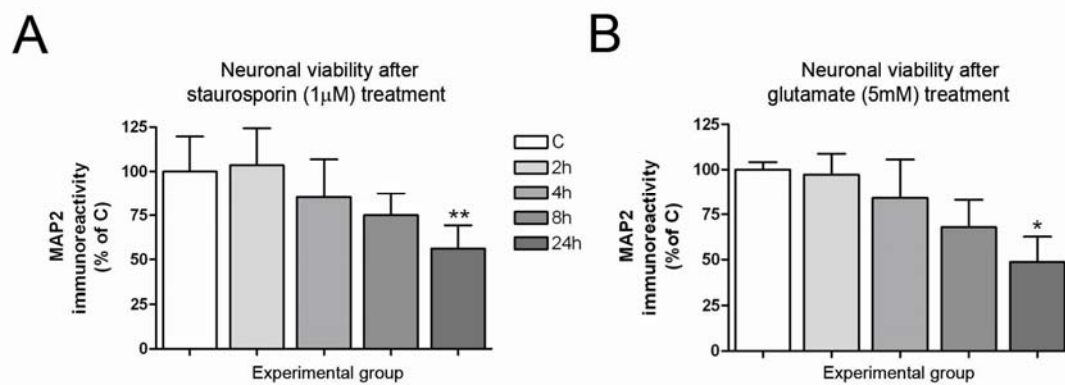 A
Neuronal viability after
staurosporin (1μM) treatment
MAP2
immunoreactivity
(% of C)
125
100
75
50
25
0
**
Experimental group
C
2h
4h
8h
24h
B
Neuronal viability after
glutamate (5mM) treatment
MAP2
immunoreactivity
(%of C)
125
100
75
50
25
0
*
Experimental group